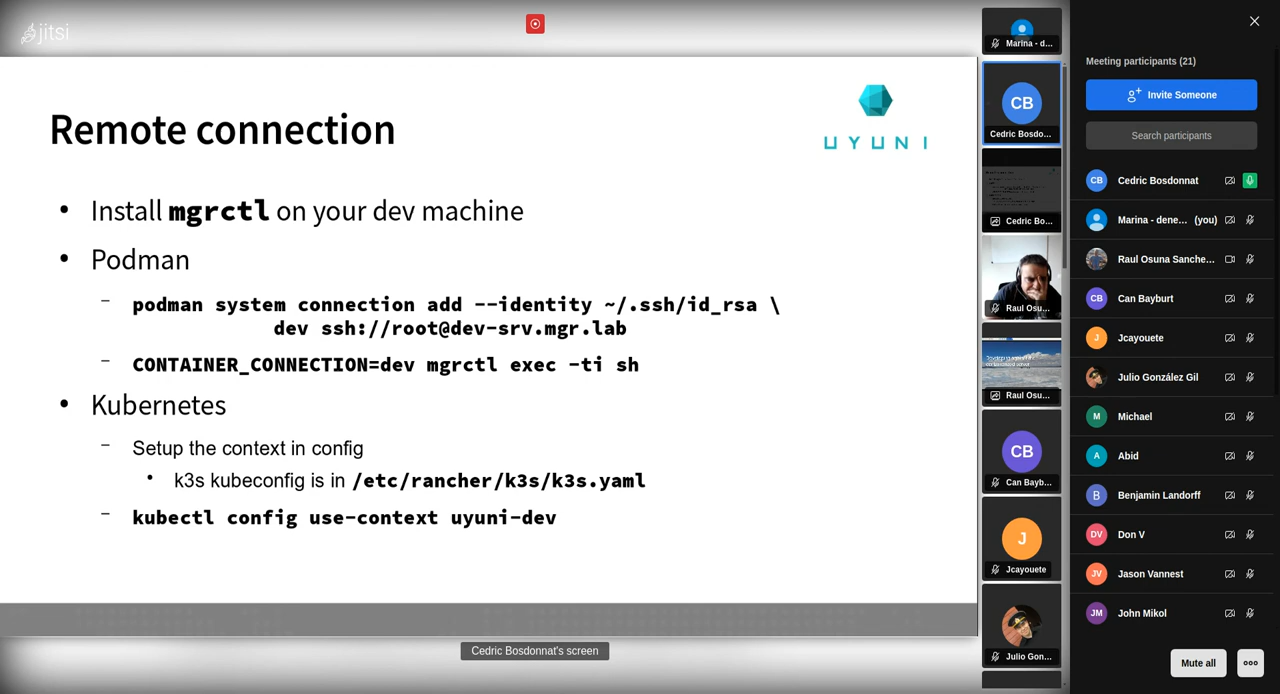 jitsi
Remote connection
UYUNI
• Install mgrctl on your dev machine
• Podman
– podman system connection add --identity ~/.ssh/id_rsa \
dev ssh://root@dev-srv.mgr.lab
– CONTAINER_CONNECTION=dev mgrctl exec -ti sh
• Kubernetes
– Setup the context in config
• k3s kubeconfig is in /etc/rancher/k3s/k3s.yaml
– kubectl config use-context uyuni-dev
Cedric Bosdonnat's screen
Marina - d...
CB
Cedric Bosdo...
Cedric Bo...
Raul Osu...
Raul Osu...
CB
Can Bayb...
J
Jcayouete
Julio Gon...
Meeting participants (21)
Invite Someone
Search participants
CB Cedric Bosdonnat
Marina - dene... (you)
Raul Osuna Sanche...
CB Can Bayburt
J Jcayouete
Julio González Gil
M Michael
A Abid
B Benjamin Landorff
DV Don V
JV Jason Vannest
JM John Mikol
Mute all